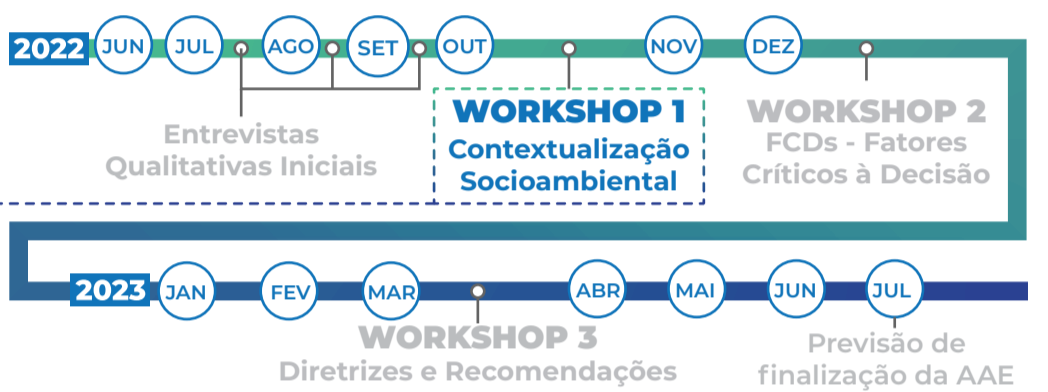 2022 JUN JUL AGO SET OUT NOV DEZ
Entrevistas
Qualitativas Iniciais
WORKSHOP 1
Contextualização
Socioambiental
WORKSHOP 2
FCDs - Fatores
Críticos à Decisão
2023 JAN FEV MAR ABR MAI JUN JUL
WORKSHOP 3
Diretrizes e Recomendações
Previsão de
finalização da AAE